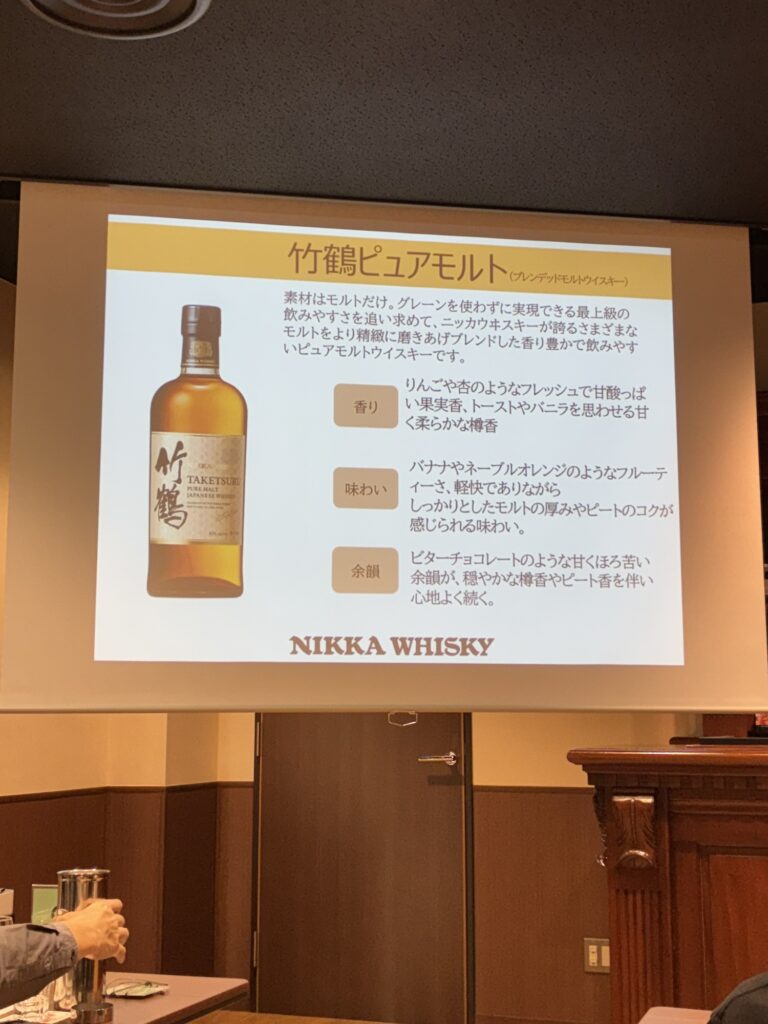 竹鶴ピュアモルト(ブレンデッドモルトウイスキー)
素材はモルトだけ。グレーンを使わずに実現できる最上級の
飲みやすさを追い求めて、ニッカウヰスキーが誇るさまざまな
モルトをより精緻に磨きあげブレンドした香り豊かで飲みやす
いピュアモルトウイスキーです。
香り
りんごや杏のようなフレッシュで甘酸っぱ
い果実香、トーストやバニラを思わせる甘
く柔らかな樽香
味わい
バナナやネーブルオレンジのようなフルーテ
ィーさ、軽快でありながら
しっかりとしたモルトの厚みやピートのコクが
感じられる味わい。
余韻
ビターチョコレートのような甘くほろ苦い
余韻が、穏やかな樽香やピート香を伴い
心地よく続く。
NIKKA WHISKY
竹鶴
TAKETSURU
PURE MALT
JAPANESE WHISKY
NIKKA WHISKY